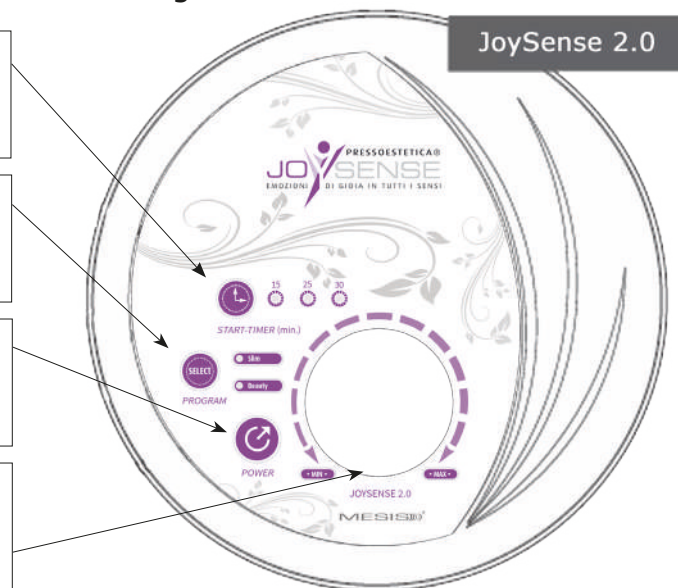 JoySense 2.0
PRESSOESTETICA®
JOYSENSE
EMOZIONI DI GIOIA IN TUTTI I SENSI
15 25 30
START-TIMER (min.)
SELECT
Slim
Beauty
PROGRAM
POWER
• MIN •
• MAX •
JOYSENSE 2.0
MESIS®